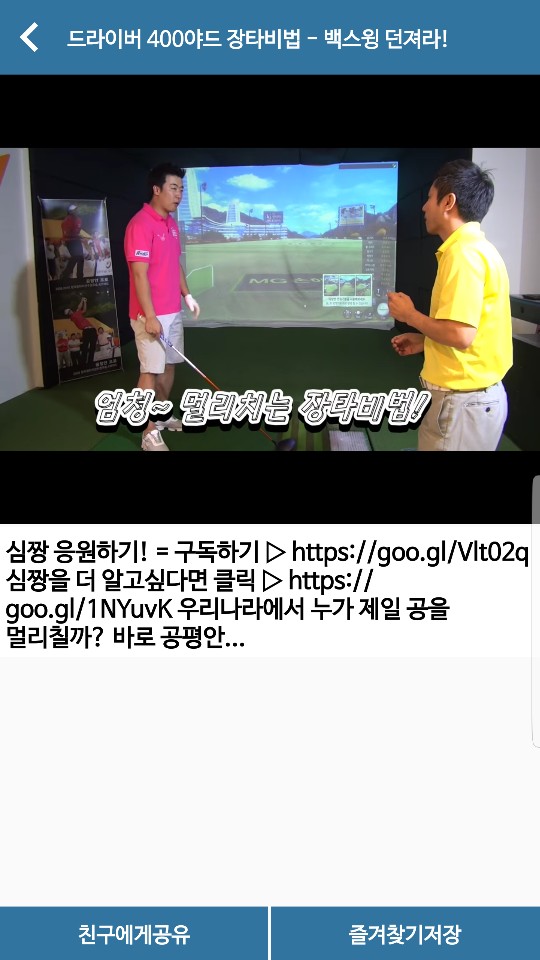 드라이버 400야드 장타비법 - 백스윙 던져라!
MG
엄청~ 멀리치는 장타비법!
심짱 응원하기! = 구독하기 ▷ https://goo.gl/Vlt02q
심짱을 더 알고싶다면 클릭 ▷ https://
goo.gl/1NYuvK 우리나라에서 누가 제일 공을
멀리칠까? 바로 공평안...
친구에게공유
즐겨찾기저장